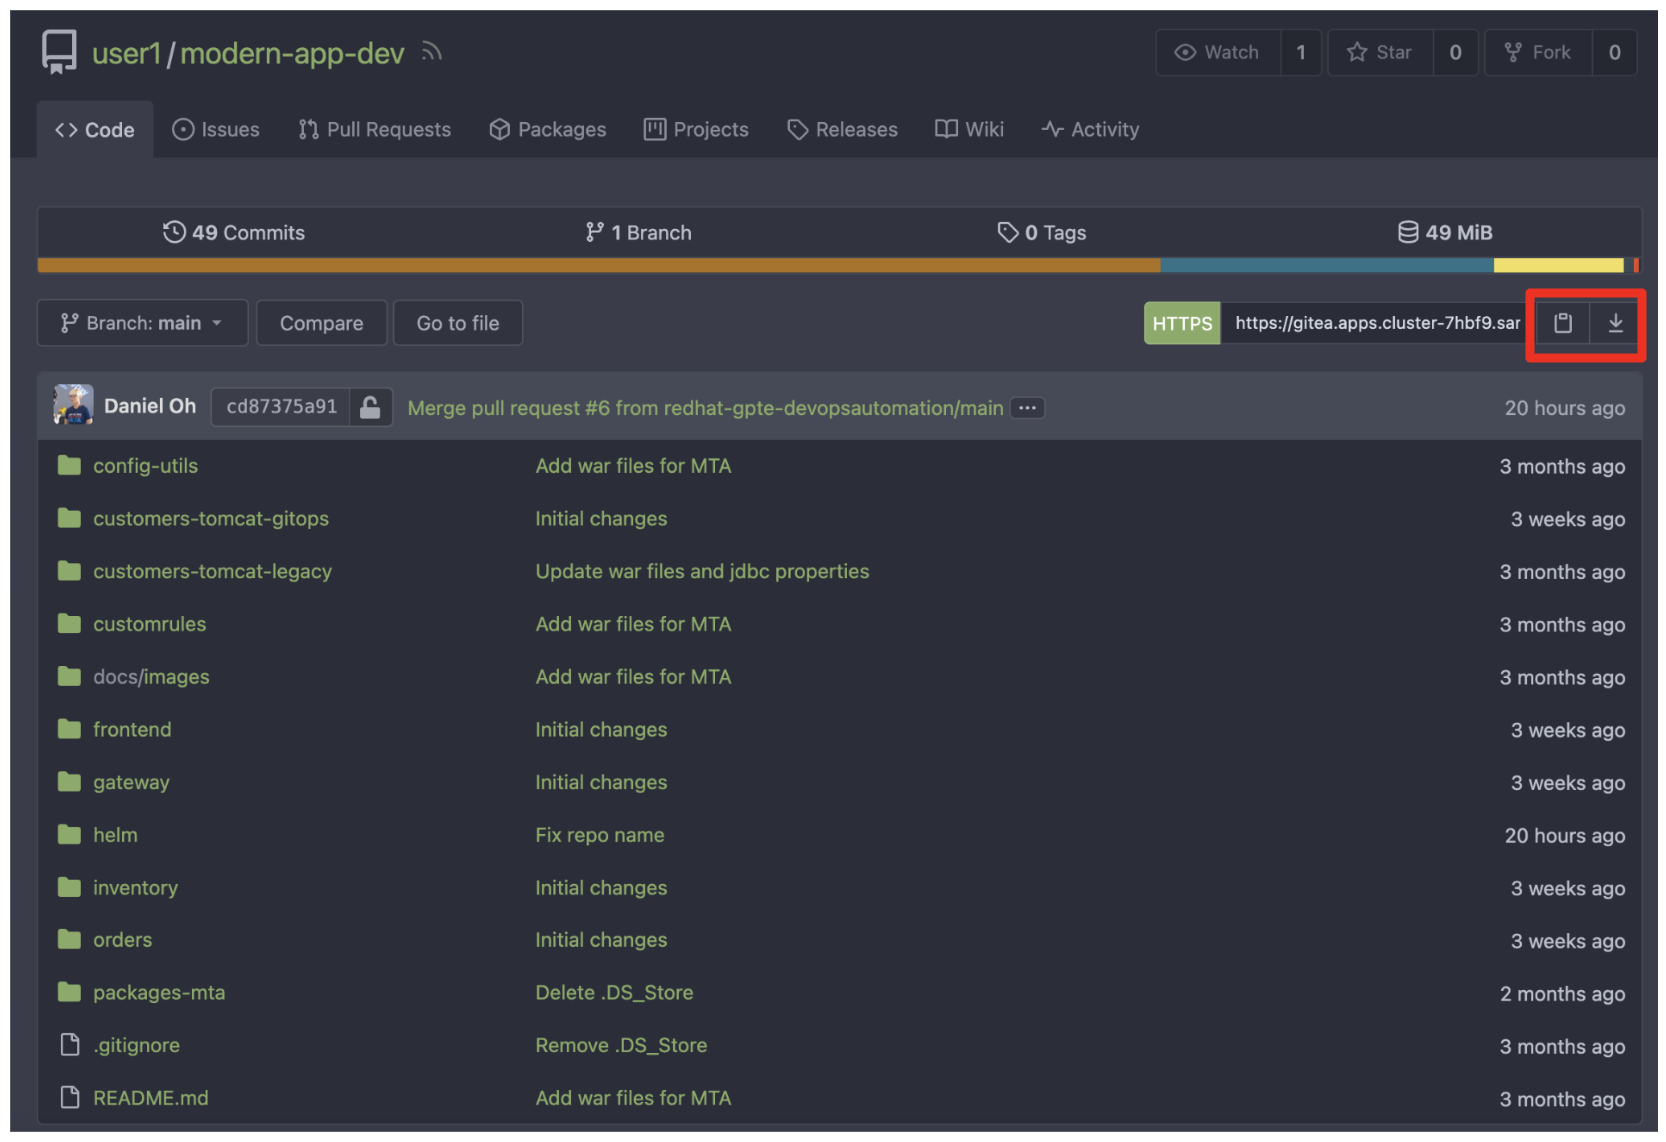 user1 / modern-app-dev
Watch 1 Star 0 Fork 0
Code Issues Pull Requests Packages Projects Releases Wiki Activity
49 Commits 1 Branch 0 Tags 49 MiB
Branch: main Compare Go to file HTTPS https://gitea.apps.cluster-7hbf9.sar
Daniel Oh cd87375a91 Merge pull request #6 from redhat-gpte-devopsautomation/main ... 20 hours ago
config-utils Add war files for MTA 3 months ago
customers-tomcat-gitops Initial changes 3 weeks ago
customers-tomcat-legacy Update war files and jdbc properties 3 months ago
customrules Add war files for MTA 3 months ago
docs/images Add war files for MTA 3 months ago
frontend Initial changes 3 weeks ago
gateway Initial changes 3 weeks ago
helm Fix repo name 20 hours ago
inventory Initial changes 3 weeks ago
orders Initial changes 3 weeks ago
packages-mta Delete .DS_Store 2 months ago
.gitignore Remove .DS_Store 3 months ago
README.md Add war files for MTA 3 months ago